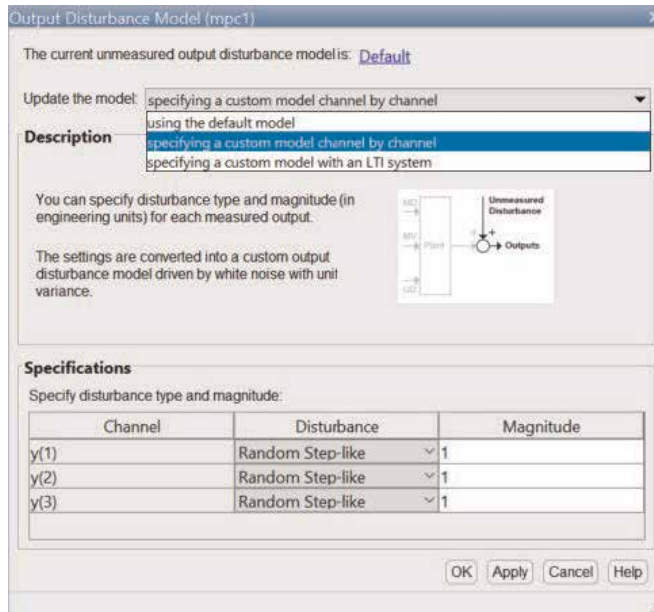 Output Disturbance Model (mpc1)
The current unmeasured output disturbance model is: Default
Update the model: specifying a custom model channel by channel
using the default model
specifying a custom model channel by channel
specifying a custom model with an LTI system
Description
You can specify disturbance type and magnitude (in
engineering units) for each measured output.
The settings are converted into a custom output
disturbance model driven by white noise with unit
variance.
MD
MV
UD
Plant
Unmeasured
Disturbance
+
+
Outputs
Specifications
Specify disturbance type and magnitude:
Channel Disturbance Magnitude
y(1) Random Step-like 1
y(2) Random Step-like 1
y(3) Random Step-like 1
OK Apply Cancel Help